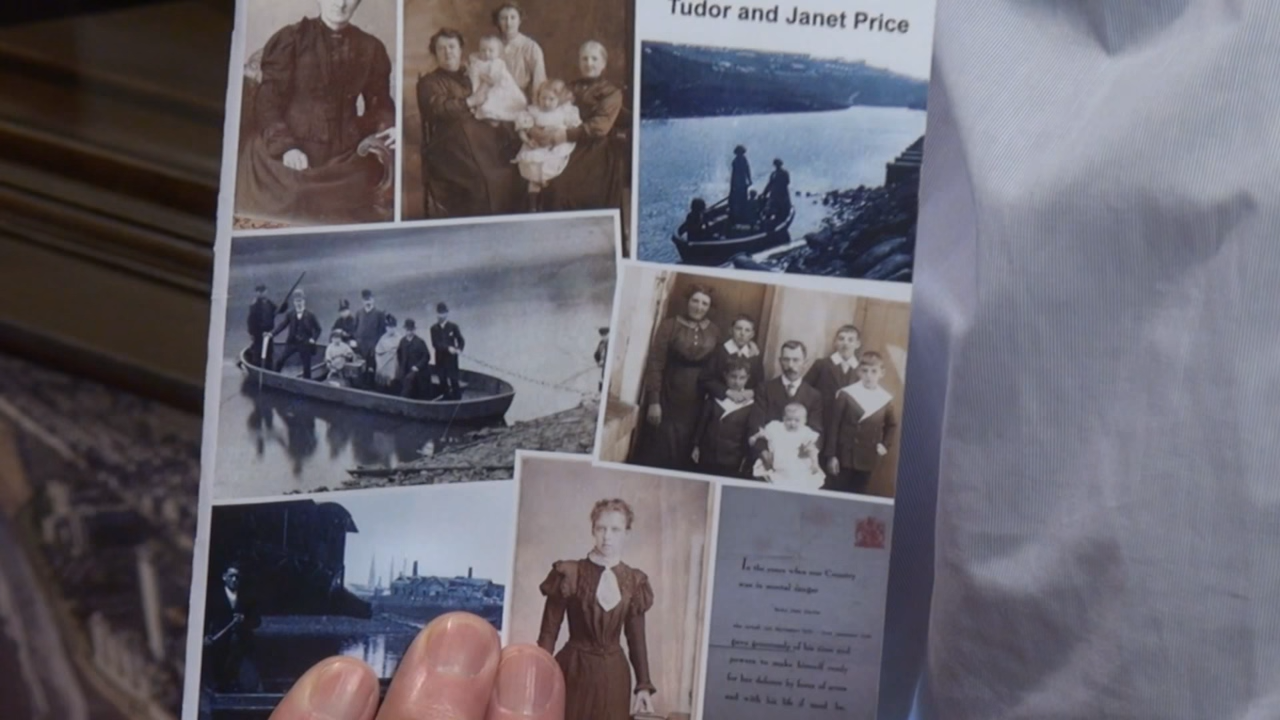 Tudor and Janet Price
In the years when our Country
was in mortal danger
gave generously of his time and
powers to make himself ready
for her defence by force of arms
and with his life if need be.